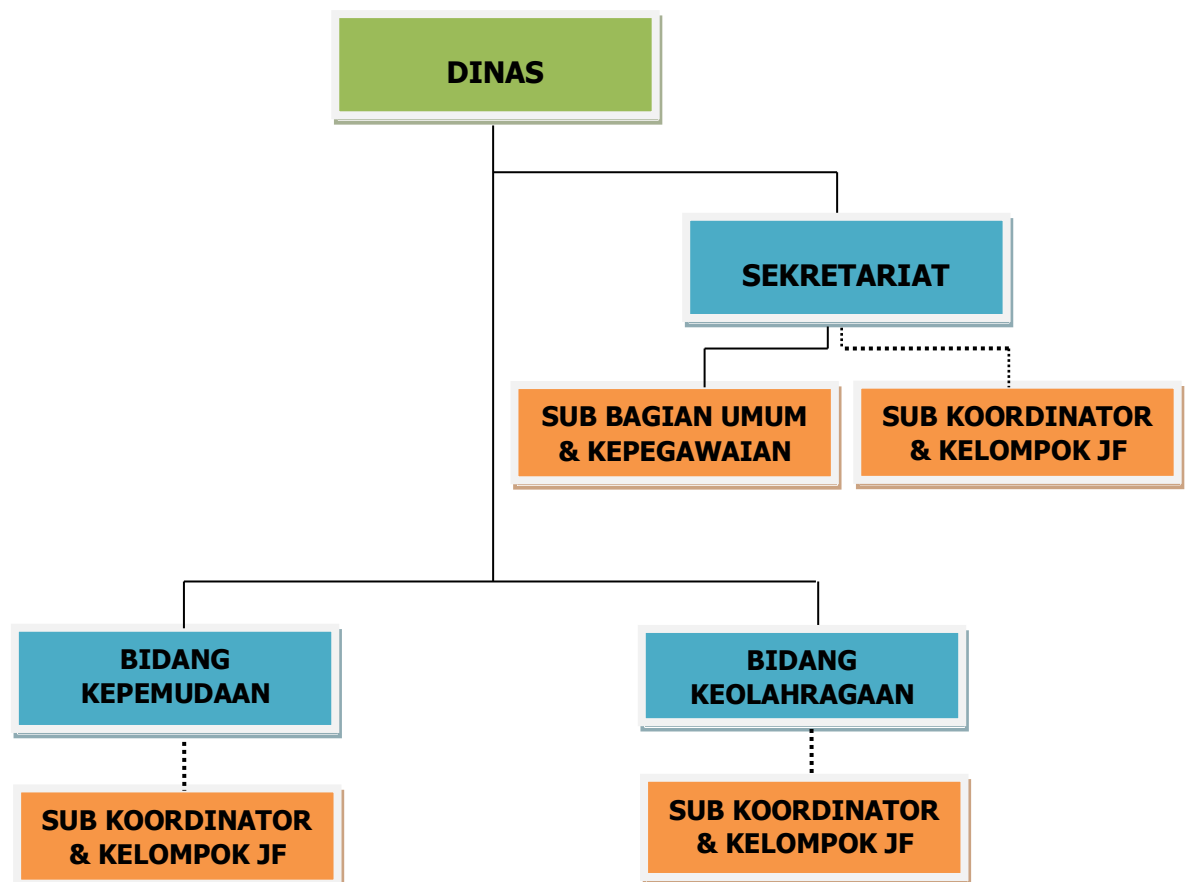 DINAS
SEKRETARIAT
SUB BAGIAN UMUM
& KEPEGAWAIAN
SUB KOORDINATOR
& KELOMPOK JF
BIDANG
KEPEMUDAAN
BIDANG
KEOLAHRAGAAN
SUB KOORDINATOR
& KELOMPOK JF
SUB KOORDINATOR
& KELOMPOK JF